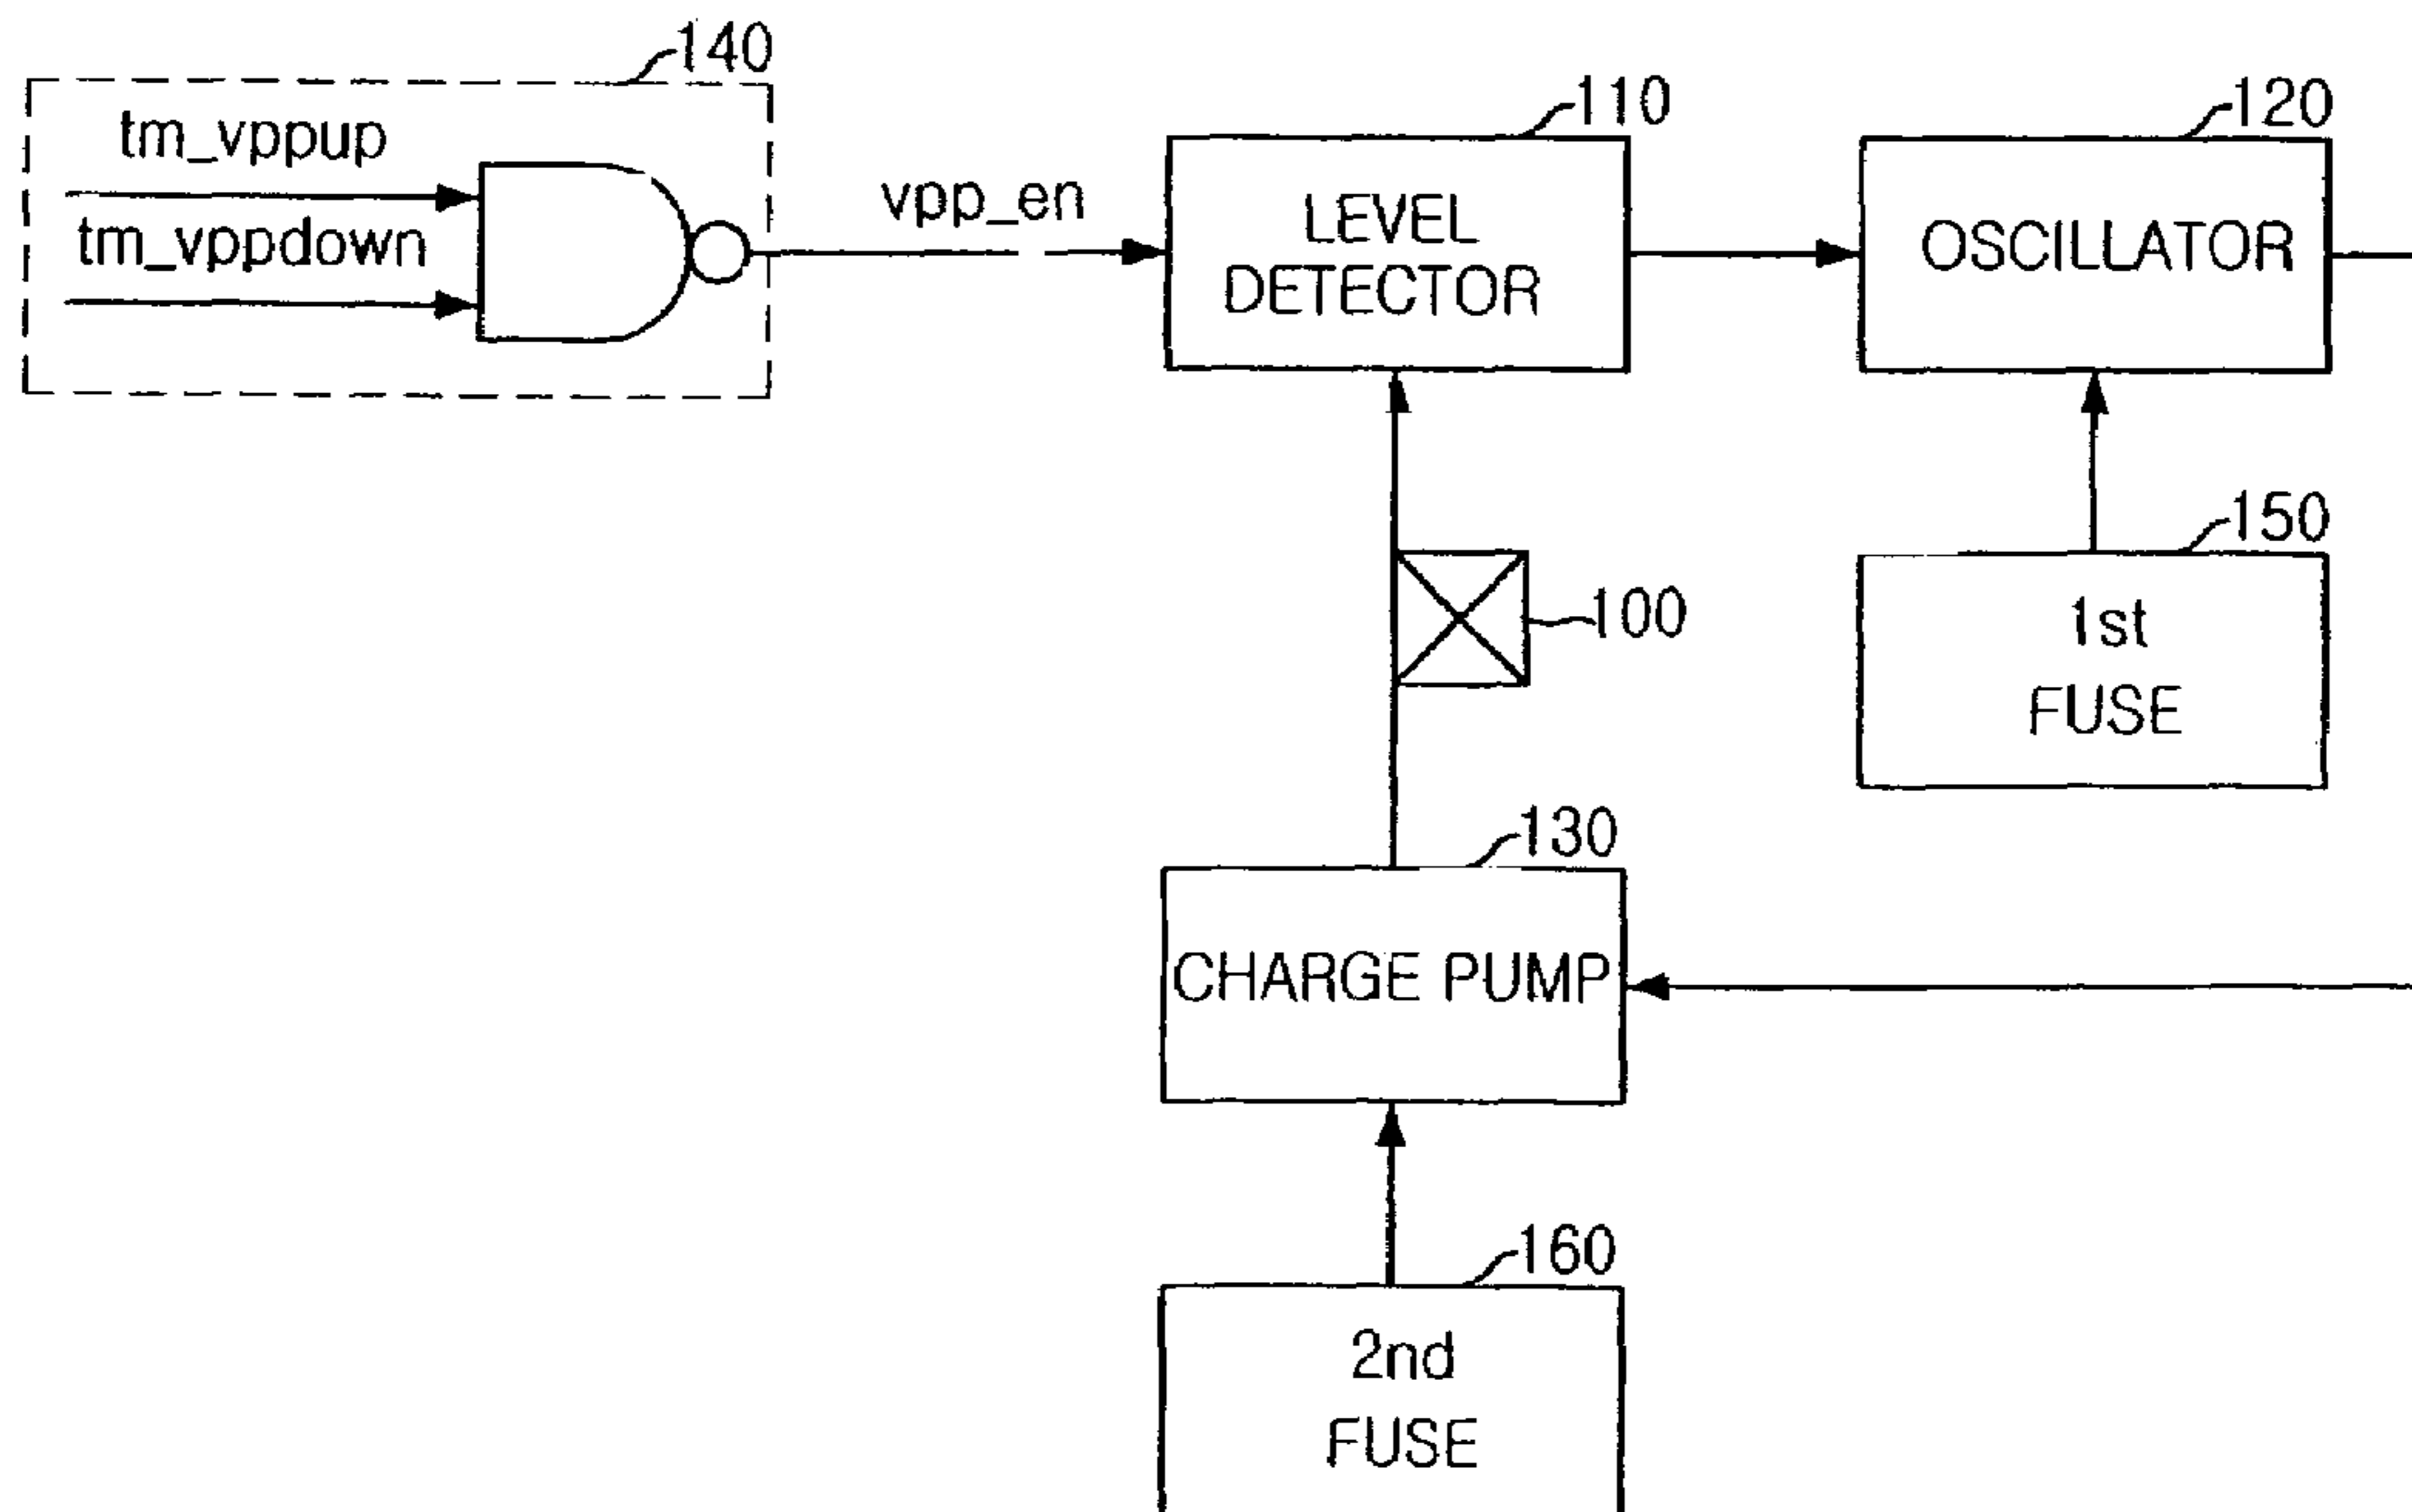 140
tm_vppup
tm_vppdown
vpp_en
110
LEVEL
DETECTOR
120
OSCILLATOR
100
150
1st
FUSE
130
CHARGE PUMP
160
2nd
FUSE